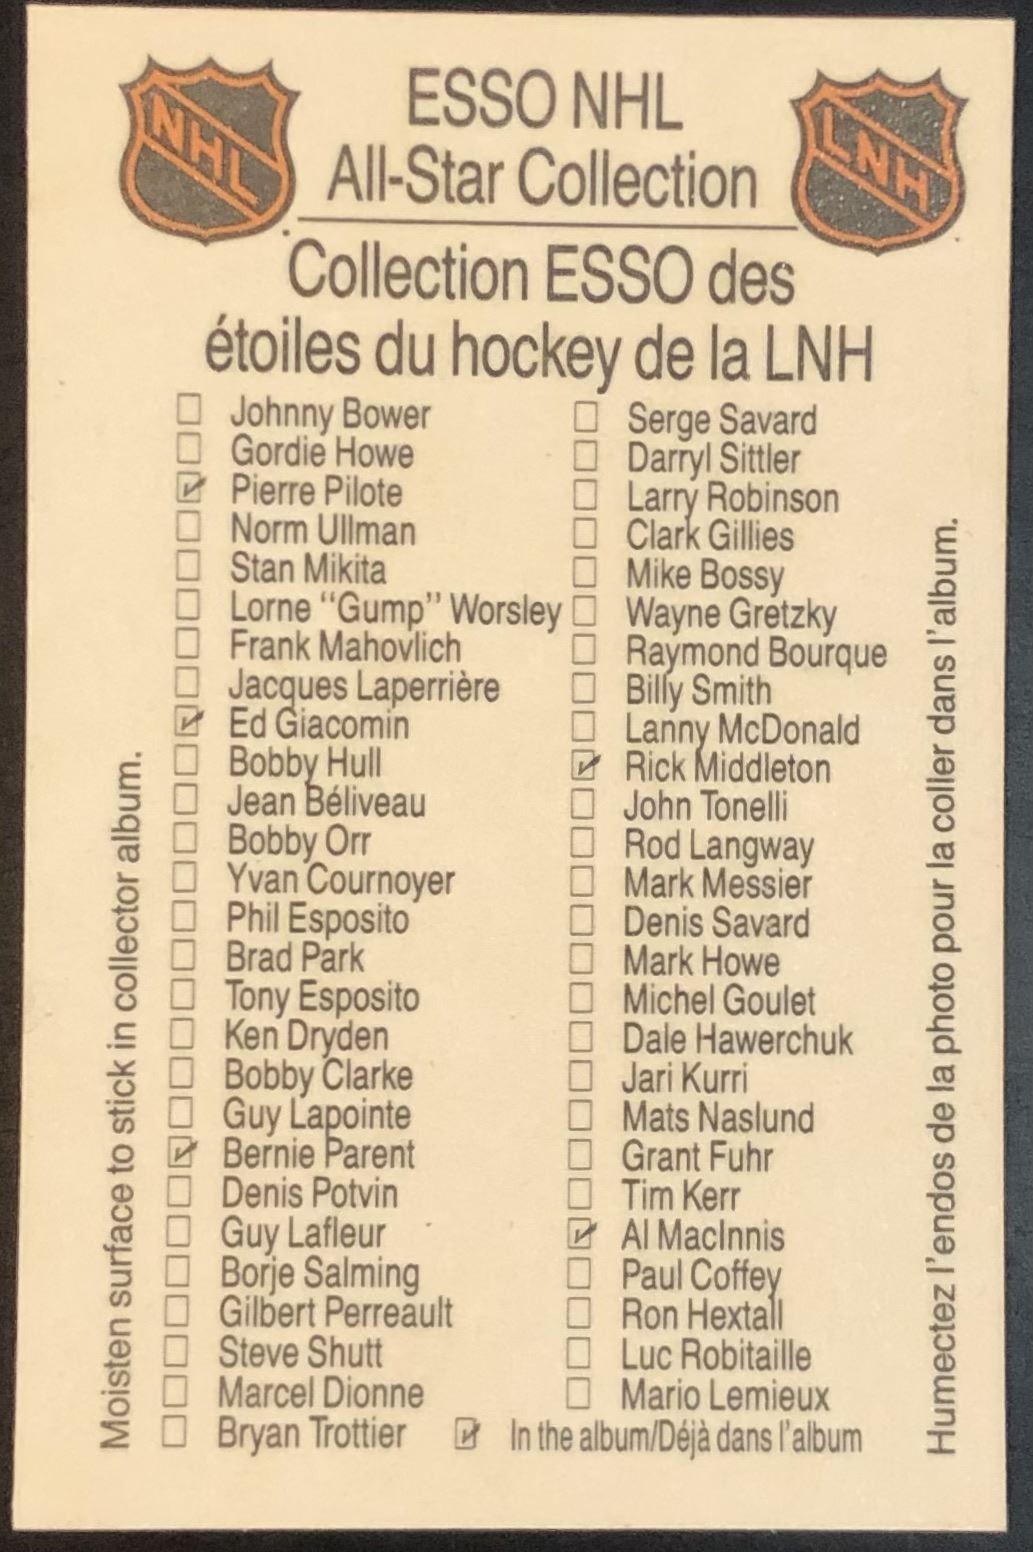 NHL
ESSO NHL
All-Star Collection
LNH
Collection ESSO des
étoiles du hockey de la LNH
Johnny Bower
Gordie Howe
Pierre Pilote
Norm Ullman
Stan Mikita
Lorne "Gump" Worsley
Frank Mahovlich
Jacques Laperrière
Ed Giacomin
Bobby Hull
Jean Béliveau
Bobby Orr
Yvan Cournoyer
Phil Esposito
Brad Park
Tony Esposito
Ken Dryden
Bobby Clarke
Guy Lapointe
Bernie Parent
Denis Potvin
Guy Lafleur
Borje Salming
Gilbert Perreault
Steve Shutt
Marcel Dionne
Bryan Trottier
Serge Savard
Darryl Sittler
Larry Robinson
Clark Gillies
Mike Bossy
Wayne Gretzky
Raymond Bourque
Billy Smith
Lanny McDonald
Rick Middleton
John Tonelli
Rod Langway
Mark Messier
Denis Savard
Mark Howe
Michel Goulet
Dale Hawerchuk
Jari Kurri
Mats Naslund
Grant Fuhr
Tim Kerr
Al MacInnis
Paul Coffey
Ron Hextall
Luc Robitaille
Mario Lemieux
In the album/Déjà dans l'album
Moisten surface to stick in collector album.
Humectez l'endos de la photo pour la coller dans l'album.